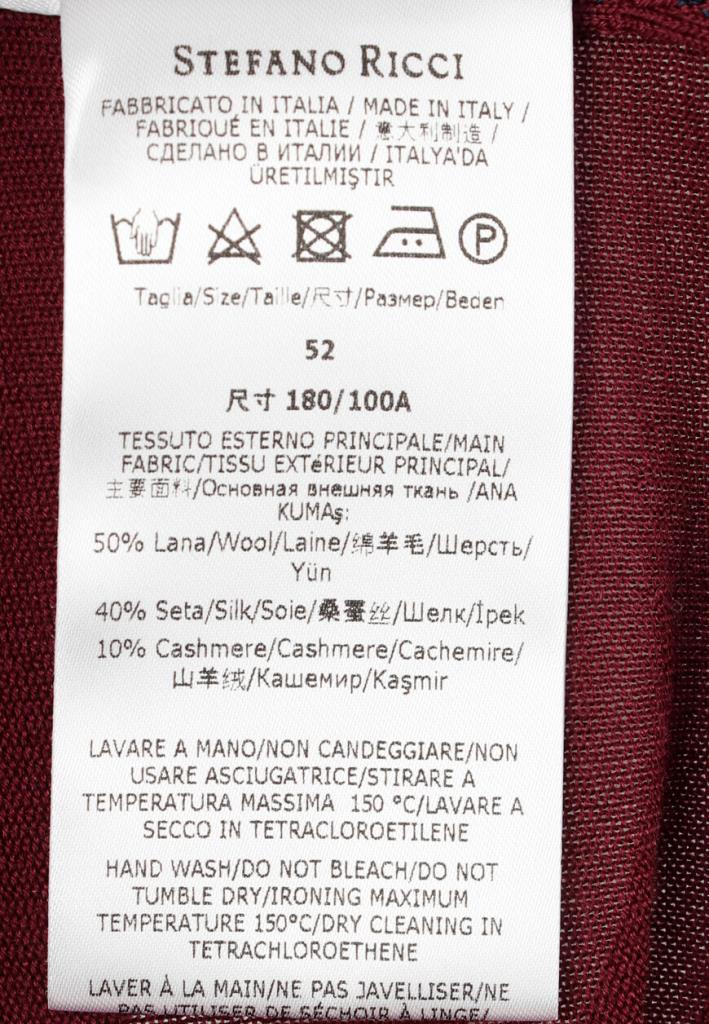 STEFANO RICCI
FABBRICATO IN ITALIA / MADE IN ITALY /
FABRIQUÉ EN ITALIE / 意大利制造 /
СДЕЛАНО В ИТАЛИИ / ITALYA'DA
ÜRETILMIŞTIR
P
Taglia/Size/Taille/尺寸/Размер/Beden
52
尺寸 180/100A
TESSUTO ESTERNO PRINCIPALE/MAIN
FABRIC/TISSU EXTéRIEUR PRINCIPAL/
主要面料/Основная внешняя ткань /ANA
KUMAş:
50% Lana/Wool/Laine/绵羊毛/Шерсть/
Yün
40% Seta/Silk/Soie/桑蚕丝/Шелк/İpek
10% Cashmere/Cashmere/Cachemire/
山羊绒/Кашемир/Kaşmir
LAVARE A MANO/NON CANDEGGIARE/NON
USARE ASCIUGATRICE/STIRARE A
TEMPERATURA MASSIMA 150 °C/LAVARE A
SECCO IN TETRACLOROETILENE
HAND WASH/DO NOT BLEACH/DO NOT
TUMBLE DRY/IRONING MAXIMUM
TEMPERATURE 150°C/DRY CLEANING IN
TETRACHLOROETHENE
LAVER À LA MAIN/NE PAS JAVELLISER/NE
PAS UTILISER DE SÉCHOIR À LINGE/